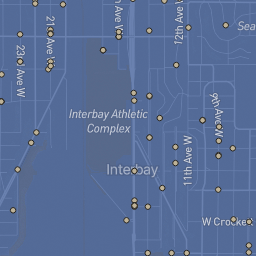 21st Ave W
12th Ave W
Sea
23rd Ave W
9th Ave W
Interbay Athletic
Complex
11th Ave W
Interbay
W Crocke